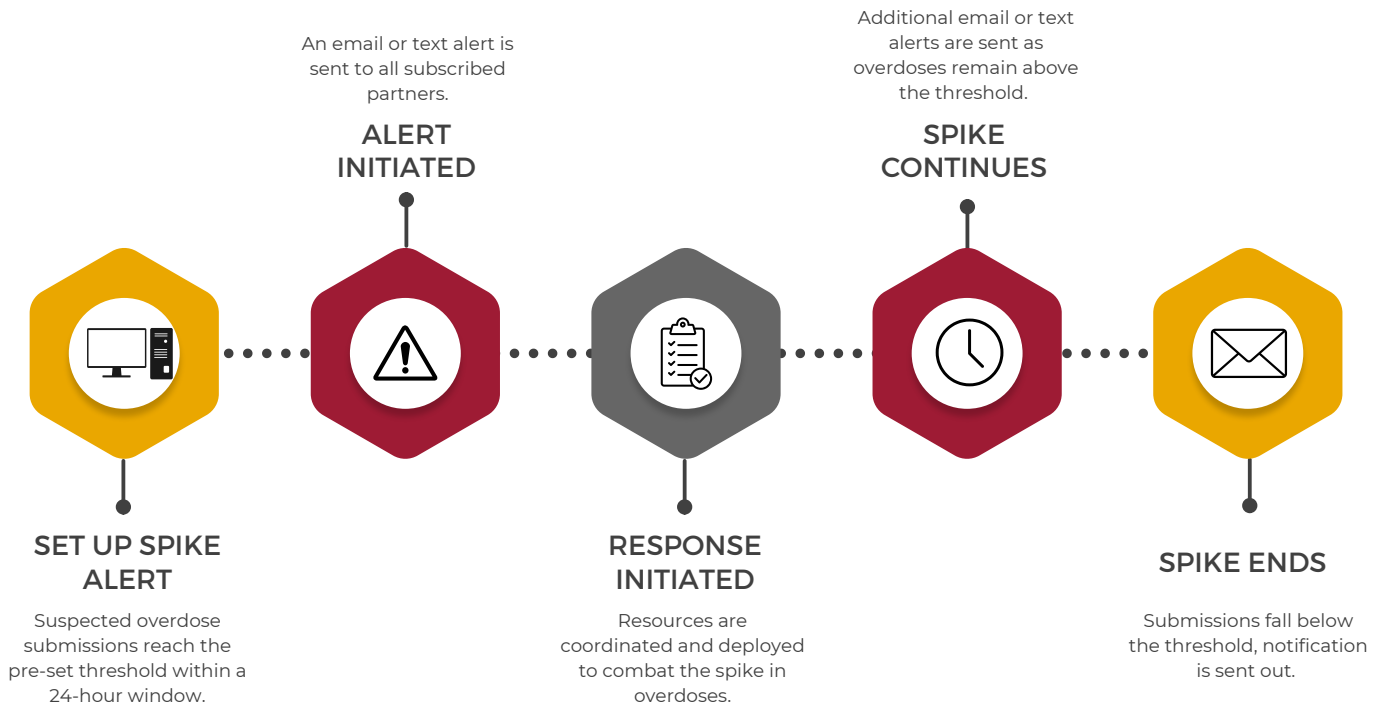 SET UP SPIKE
ALERT
Suspected overdose
submissions reach the
pre-set threshold within a
24-hour window.
An email or text alert is
sent to all subscribed
partners.
ALERT
INITIATED
RESPONSE
INITIATED
Resources are
coordinated and deployed
to combat the spike in
overdoses.
Additional email or text
alerts are sent as
overdoses remain above
the threshold.
SPIKE
CONTINUES
SPIKE ENDS
Submissions fall below
the threshold, notification
is sent out.